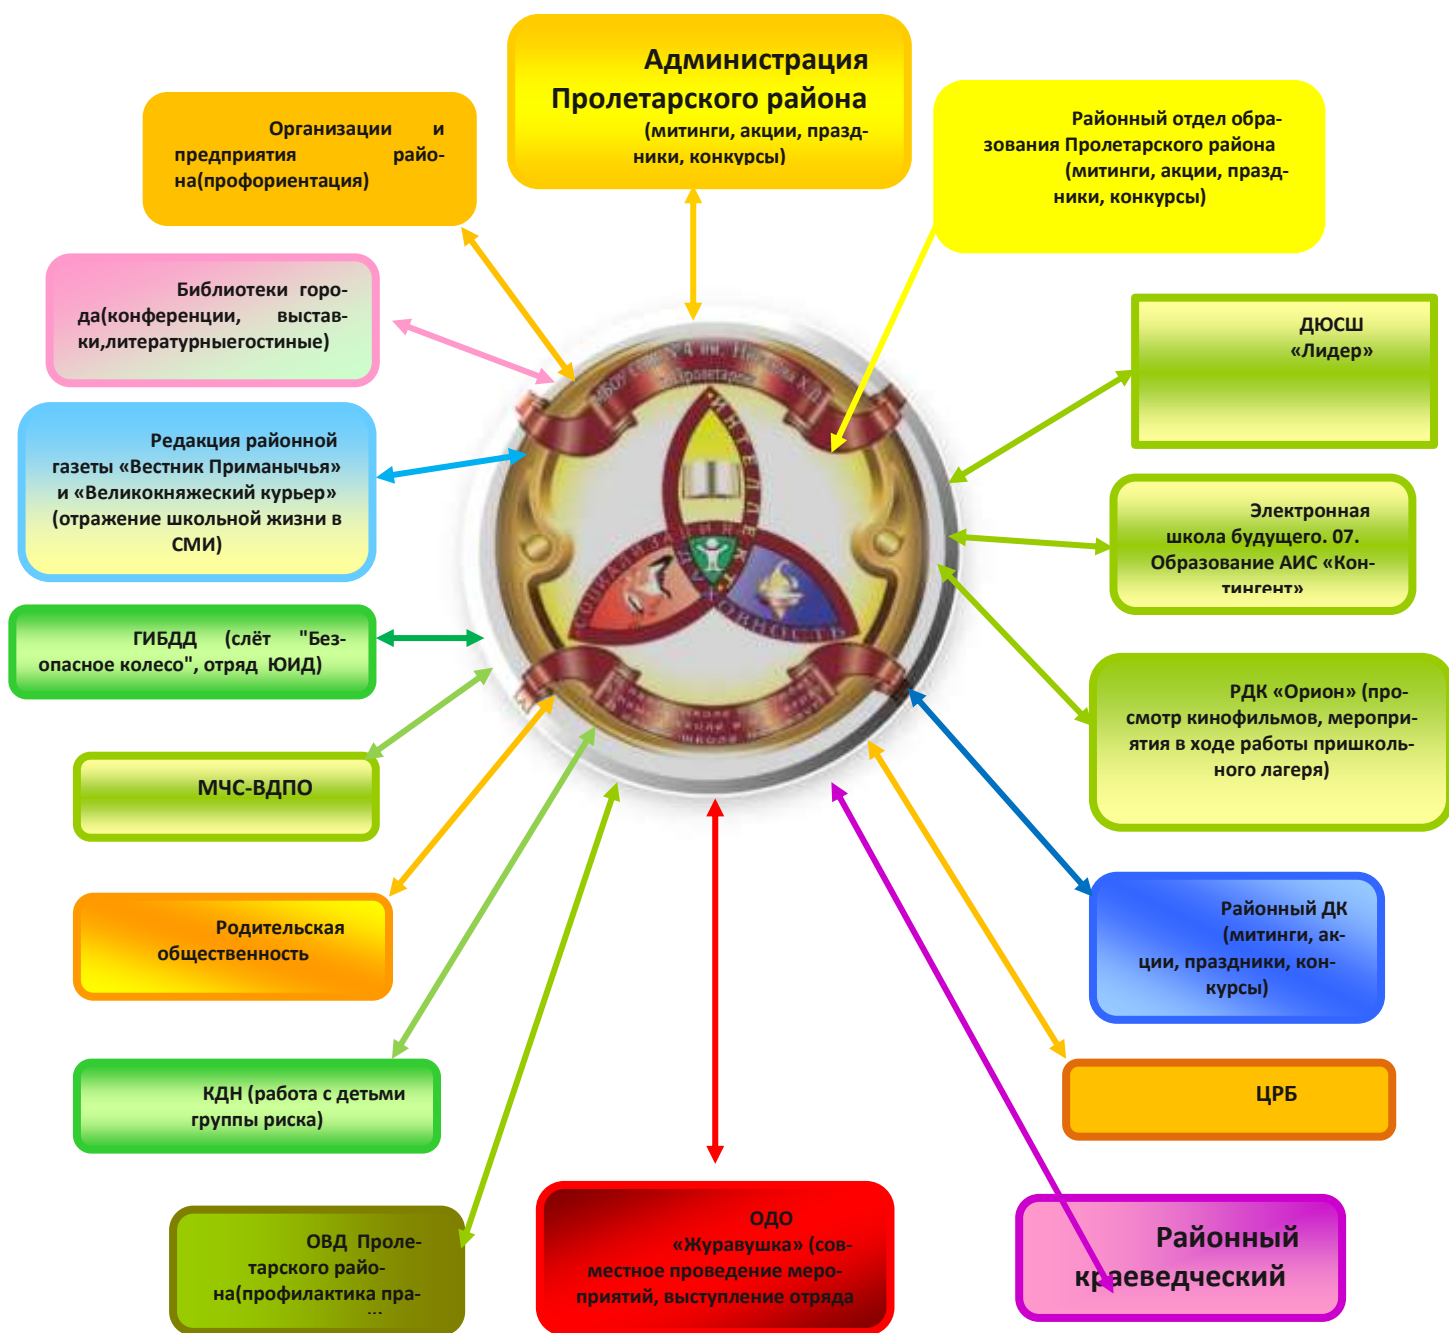 Администрация
Пролетарского района
(митинги, акции, празд-
ники, конкурсы)
Организации и
предприятия райо-
на(профориентация)
Районный отдел обра-
зования Пролетарского района
(митинги, акции, празд-
ники, конкурсы)
Библиотеки горо-
да(конференции, выстав-
ки,литературныегостиные)
ДЮСШ
«Лидер»
Редакция районной
газеты «Вестник Приманычья»
и «Великокняжеский курьер»
(отражение школьной жизни в
СМИ)
Электронная
школа будущего. 07.
Образование АИС «Кон-
тингент»
ГИБДД (слёт "Без-
опасное колесо", отряд ЮИД)
РДК «Орион» (про-
смотр кинофильмов, меропри-
ятия в ходе работы пришколь-
ного лагеря)
МЧС-ВДПО
Родительская
общественность
Районный ДК
(митинги, ак-
ции, праздники, кон-
курсы)
КДН (работа с детьми
группы риска)
ЦРБ
ОВД Проле-
тарского райо-
на(профилактика пра-
ОДО
«Журавушка» (сов-
местное проведение меро-
приятий, выступление отряда
Районный
краеведческий
МБОУ им. Х.Д.
ИНТЕЛЛЕКТ
СОЦИАЛИЗАЦИЯ